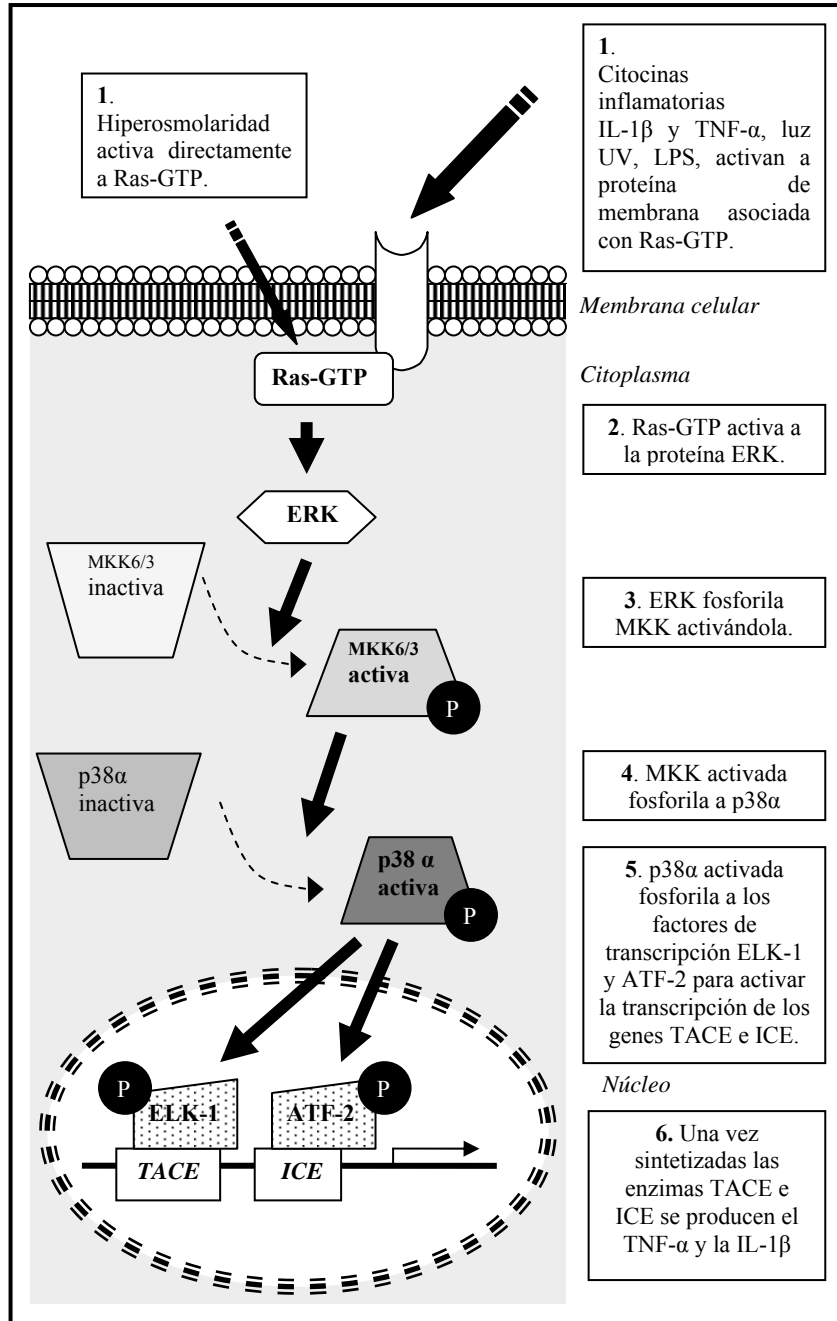 1.
Hiperosmolaridad
activa directamente
a Ras-GTP.
1.
Citocinas
inflamatorias
IL-1β y TNF-α, luz
UV, LPS, activan a
proteína de
membrana asociada
con Ras-GTP.
Membrana celular
Ras-GTP
Citoplasma
2. Ras-GTP activa a
la proteína ERK.
ERK
MKK6/3
inactiva
3. ERK fosforila
MKK activándola.
MKK6/3
activa
P
p38α
inactiva
4. MKK activada
fosforila a p38α
p38 α
activa
P
5. p38α activada
fosforila a los
factores de
transcripción ELK-1
y ATF-2 para activar
la transcripción de los
genes TACE e ICE.
Núcleo
P
ELK-1
ATF-2
P
TACE
ICE
6. Una vez
sintetizadas las
enzimas TACE e
ICE se producen el
TNF-α y la IL-1β